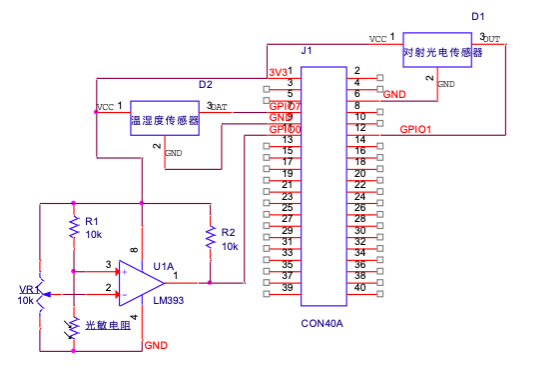 D1
VCC 1
3 OUT
对射光电传感器
2
GND
J1
3V3 1 2
3 4
5 6 GND
GPIO7 7 8
GND 9 10
GPIO0 11 12 GPIO1
13 14
15 16
17 18
19 20
21 22
23 24
25 26
27 28
29 30
31 32
33 34
35 36
37 38
39 40
CON40A
D2
VCC 1
3 DAT
温湿度传感器
2
GND
R1
10k
R2
10k
8
U1A
3
+
1
2
-
LM393
VR1
10k
4
光敏电阻
GND